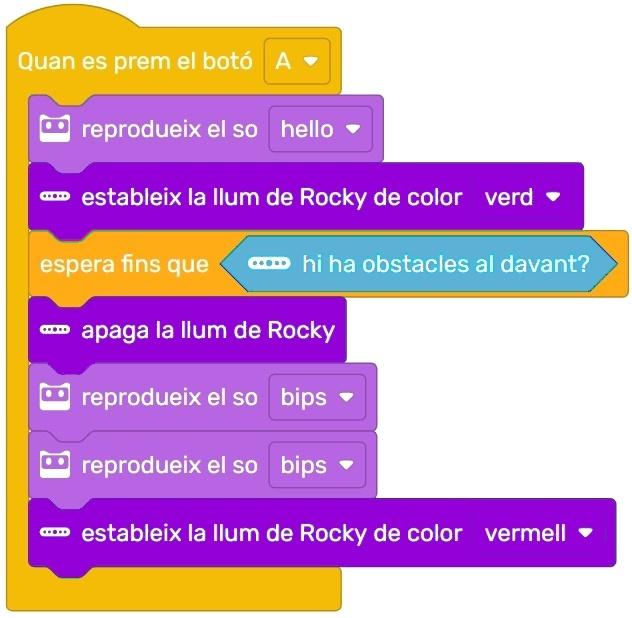 Quan es prem el botó A
reprodueix el so hello
estableix la llum de Rocky de color verd
espera fins que hi ha obstacles al davant?
apaga la llum de Rocky
reprodueix el so bips
reprodueix el so bips
estableix la llum de Rocky de color vermell